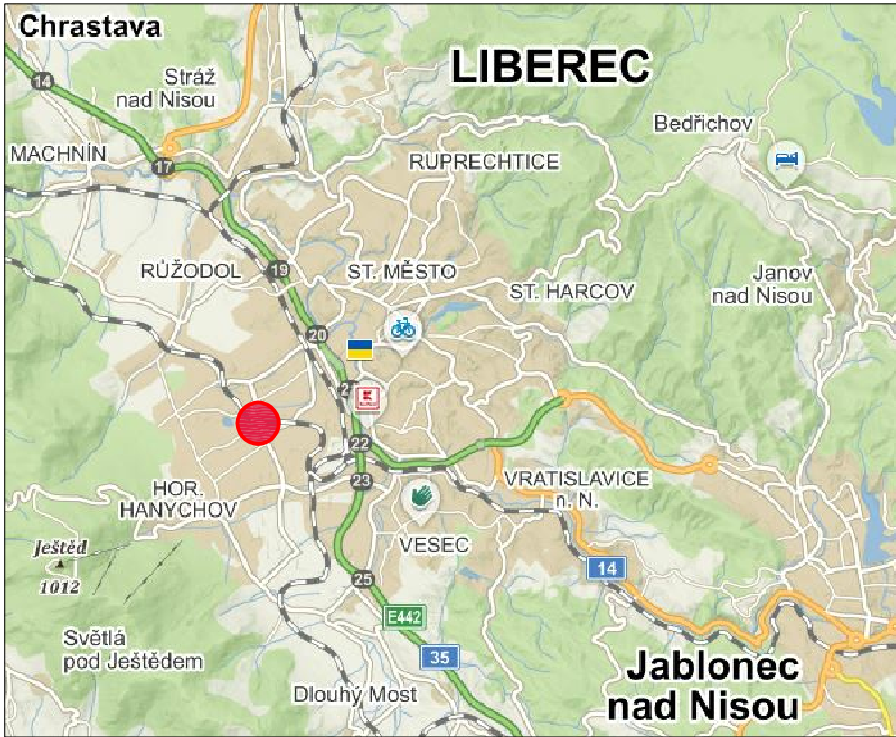 Chrastava
LIBEREC
14
Stráž
nad Nisou
Bedřichov
MACHNÍN
17
RUPRECHTICE
RŮŽODOL
19
ST. MĚSTO
ST. HARCOV
Janov
nad Nisou
20
22
23
HOR.
HANYCHOV
VRATISLAVICE
n. N.
VESEC
Ještěd
1012
25
14
E442
Světlá
pod Ještědem
35
Jablonec
nad Nisou
Dlouhý Most